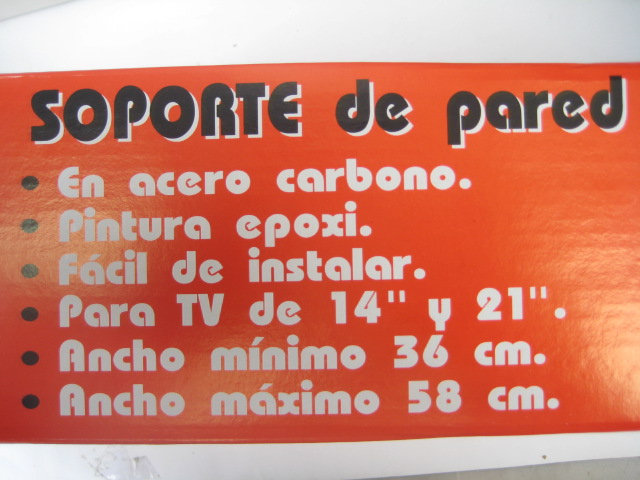 SOPORTE de pared
• En acero carbono.
• Pintura epoxi.
• Fácil de instalar.
• Para TV de 14" y 21".
• Ancho mínimo 36 cm.
• Ancho máximo 58 cm.